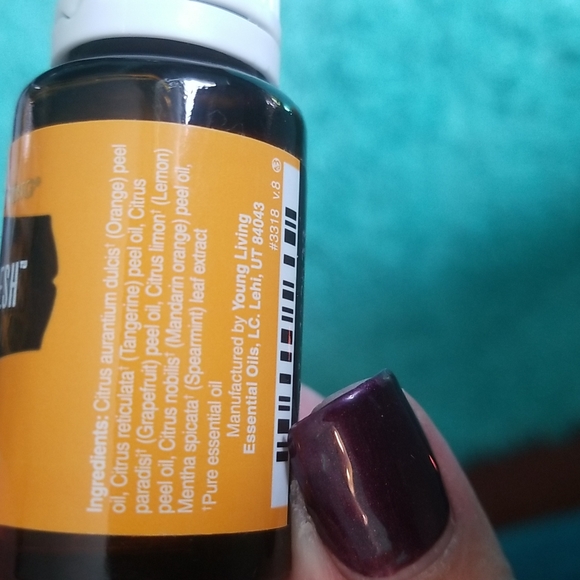 ESH™
Ingredients: Citrus aurantium dulcis† (Orange) peel
oil, Citrus reticulata† (Tangerine) peel oil, Citrus
paradisi† (Grapefruit) peel oil, Citrus limon† (Lemon)
peel oil, Citrus nobilis† (Mandarin orange) peel oil,
Mentha spicata† (Spearmint) leaf extract
†Pure essential oil
Manufactured by Young Living
Essential Oils, LC. Lehi, UT 84043
#3318 v.8